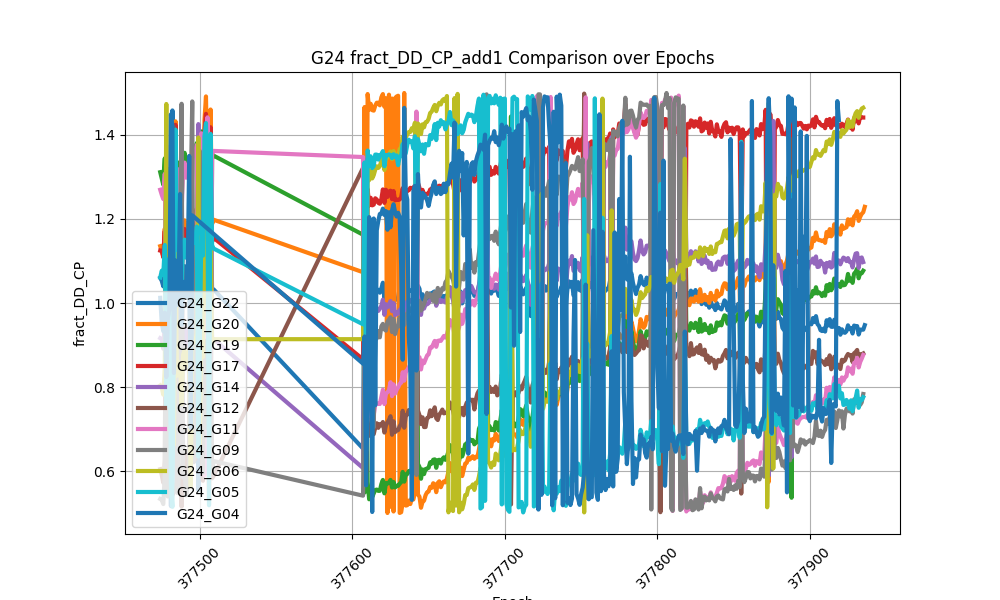 G24 fract_DD_CP_add1 Comparison over Epochs
fract_DD_CP
1.4
1.2
1.0
0.8
0.6
G24_G22
G24_G20
G24_G19
G24_G17
G24_G14
G24_G12
G24_G11
G24_G09
G24_G06
G24_G05
G24_G04
377500
377600
377700
377800
377900
Epoch